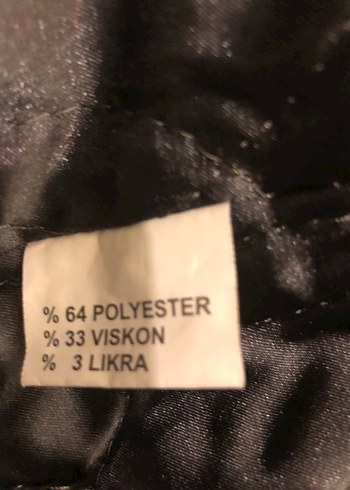 % 64 POLYESTER
% 33 VISKON
% 3 LIKRA